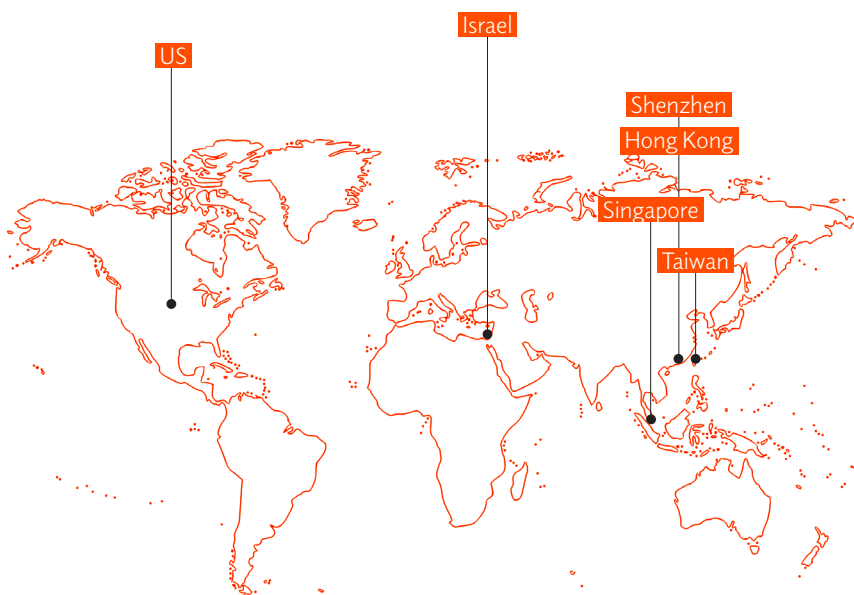 Israel
US
Shenzhen
Hong Kong
Singapore
Taiwan